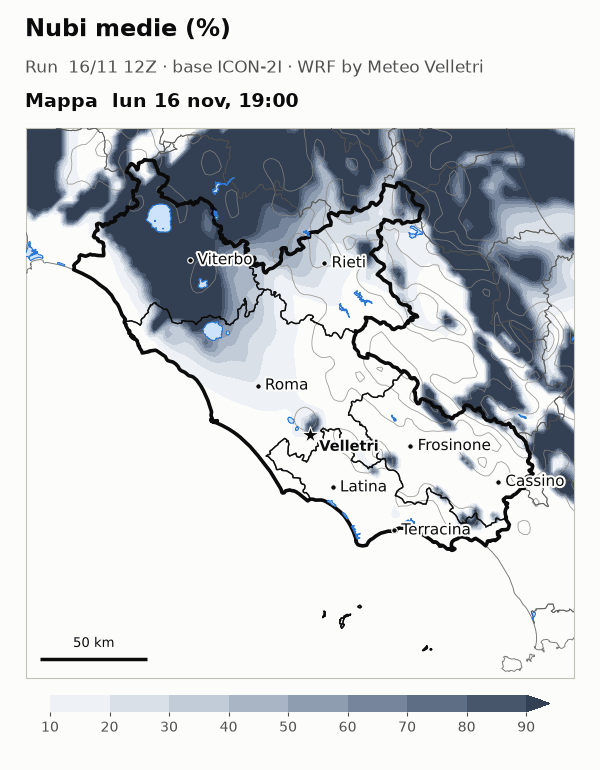 Nubi medie (%)
Run  16/11 12Z · base ICON-2I · WRF by Meteo Velletri
Mappa  lun 16 nov, 19:00
Viterbo
Rieti
Roma
Velletri
Frosinone
Cassino
Latina
Terracina
50 km
10 20 30 40 50 60 70 80 90